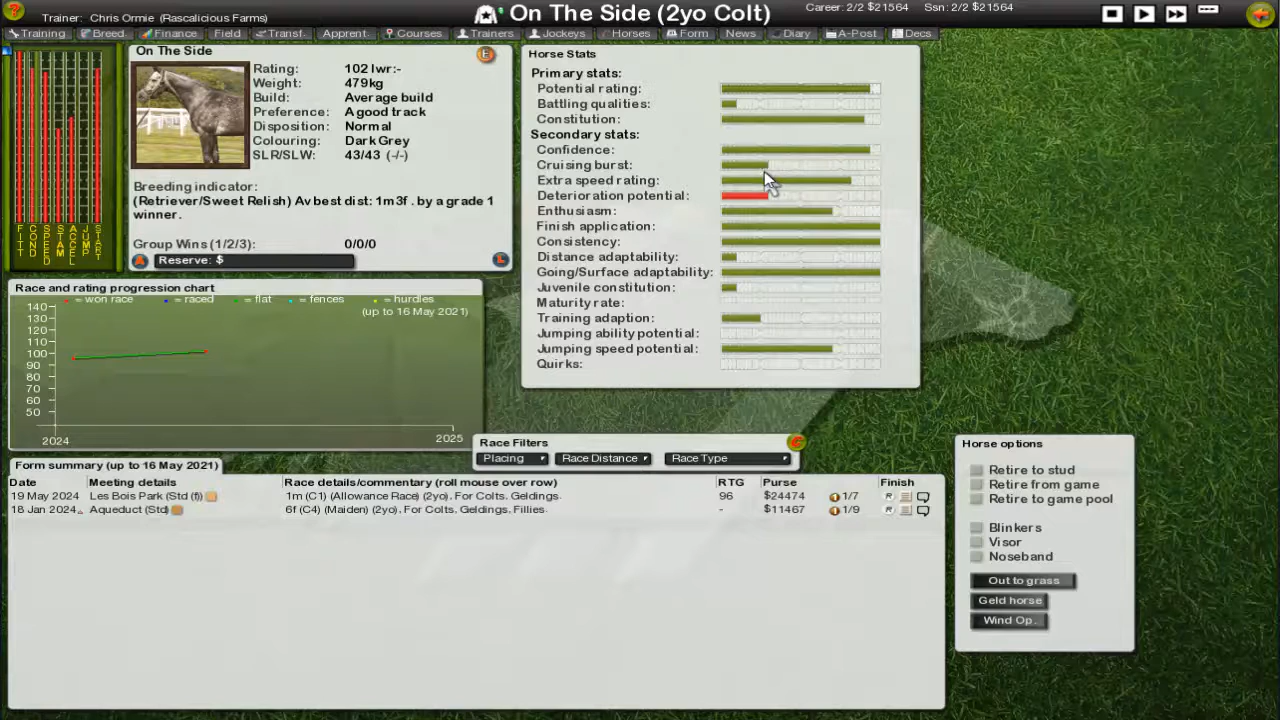 Trainer: Chris Ormie (Rascalicious Farms)
On The Side (2yo Colt)
Career: 2/2 $21564
Ssn: 2/2 $21564
Training
Breed.
Finance
Field
Transf.
Apprent.
Courses
Trainers
Jockeys
Horses
Form
News
Diary
A-Post
Decs
FITT
COND
SPEED
STAM
ACCEL
JUMP
START
On The Side
E
Rating: 102 lwr:-
Weight: 479kg
Build: Average build
Preference: A good track
Disposition: Normal
Colouring: Dark Grey
SLR/SLW: 43/43 (-/-)
Breeding indicator:
(Retriever/Sweet Relish) Av best dist: 1m3f . by a grade 1
winner.
Group Wins (1/2/3): 0/0/0
A
Reserve: $
L
Horse Stats
Primary stats:
Potential rating:
Battling qualities:
Constitution:
Secondary stats:
Confidence:
Cruising burst:
Extra speed rating:
Deterioration potential:
Enthusiasm:
Finish application:
Consistency:
Distance adaptability:
Going/Surface adaptability:
Juvenile constitution:
Maturity rate:
Training adaption:
Jumping ability potential:
Jumping speed potential:
Quirks:
Race and rating progression chart
= won race
= raced
= flat
= fences
= hurdles
(up to 16 May 2021)
140
130
120
110
100
90
80
70
60
50
2024
2025
Race Filters
Placing
Race Distance
Race Type
Form summary (up to 16 May 2021)
Date
Meeting details
Race details/commentary (roll mouse over row)
RTG
Purse
Finish
19 May 2024 Les Bois Park (Std (f)) 1m (C1) (Allowance Race) (2yo). For Colts. Geldings. 96 $24474 1/7 R
18 Jan 2024 Aqueduct (Std) 6f (C4) (Maiden) (2yo). For Colts. Geldings. Fillies. - $11467 1/9 R
Horse options
Retire to stud
Retire from game
Retire to game pool
Blinkers
Visor
Noseband
Out to grass
Geld horse
Wind Op.